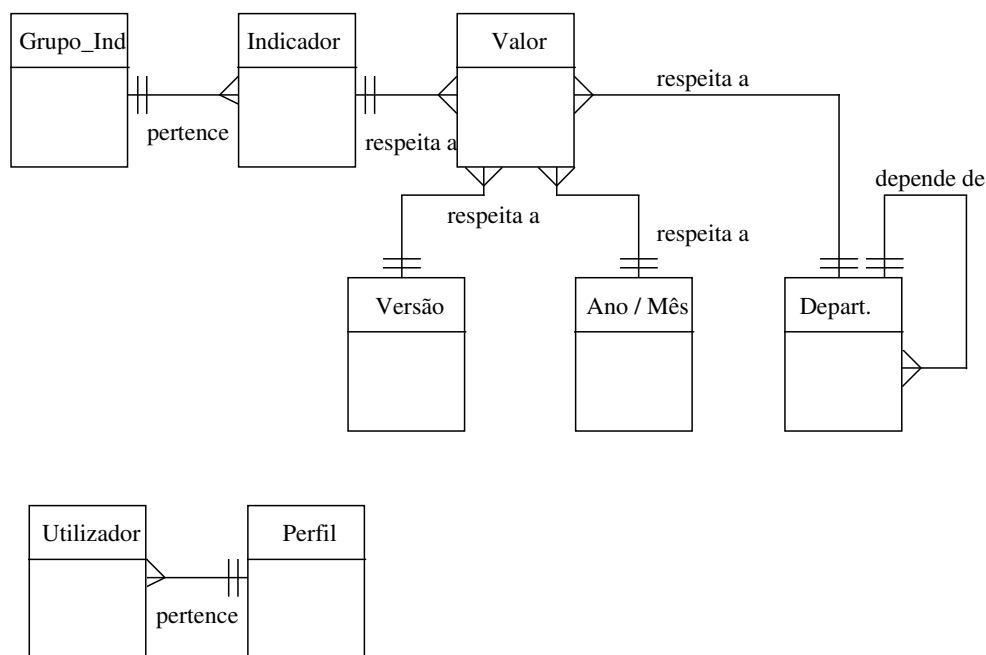 Grupo_Ind
Indicador
Valor
respeita a
pertence
respeita a
depende de
respeita a
respeita a
Versão
Ano / Mês
Depart.
Utilizador
Perfil
pertence